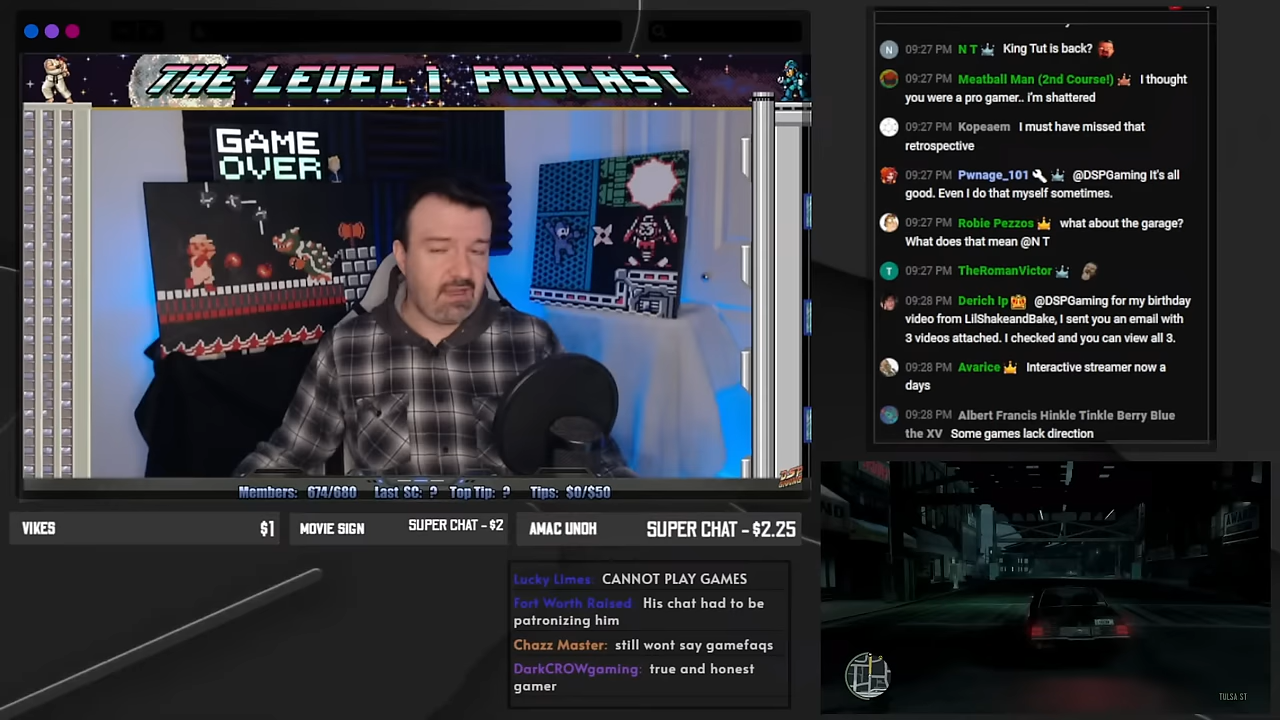 THE LEVEL 1 PODCAST
GAME
OVER
Members: 674/680 Last SC: ? Top Tip: ? Tips: $0/$50
VIKES $1
MOVIE SIGN SUPER CHAT - $2
AMAC UNOH SUPER CHAT - $2.25
Lucky Limes: CANNOT PLAY GAMES
Fort Worth Raised: His chat had to be
patronizing him
Chazz Master: still wont say gamefaqs
DarkCROWgaming: true and honest
gamer
N 09:27 PM N T King Tut is back?
09:27 PM Meatball Man (2nd Course!) I thought
you were a pro gamer.. i'm shattered
09:27 PM Kopeaem I must have missed that
retrospective
09:27 PM Pwnage_101 @DSPGaming It's all
good. Even I do that myself sometimes.
09:27 PM Robie Pezzos what about the garage?
What does that mean @N T
T 09:27 PM TheRomanVictor
09:28 PM Derich Ip @DSPGaming for my birthday
video from LilShakeandBake, I sent you an email with
3 videos attached. I checked and you can view all 3.
09:28 PM Avarice Interactive streamer now a
days
09:28 PM Albert Francis Hinkle Tinkle Berry Blue
the XV Some games lack direction
TULSA ST